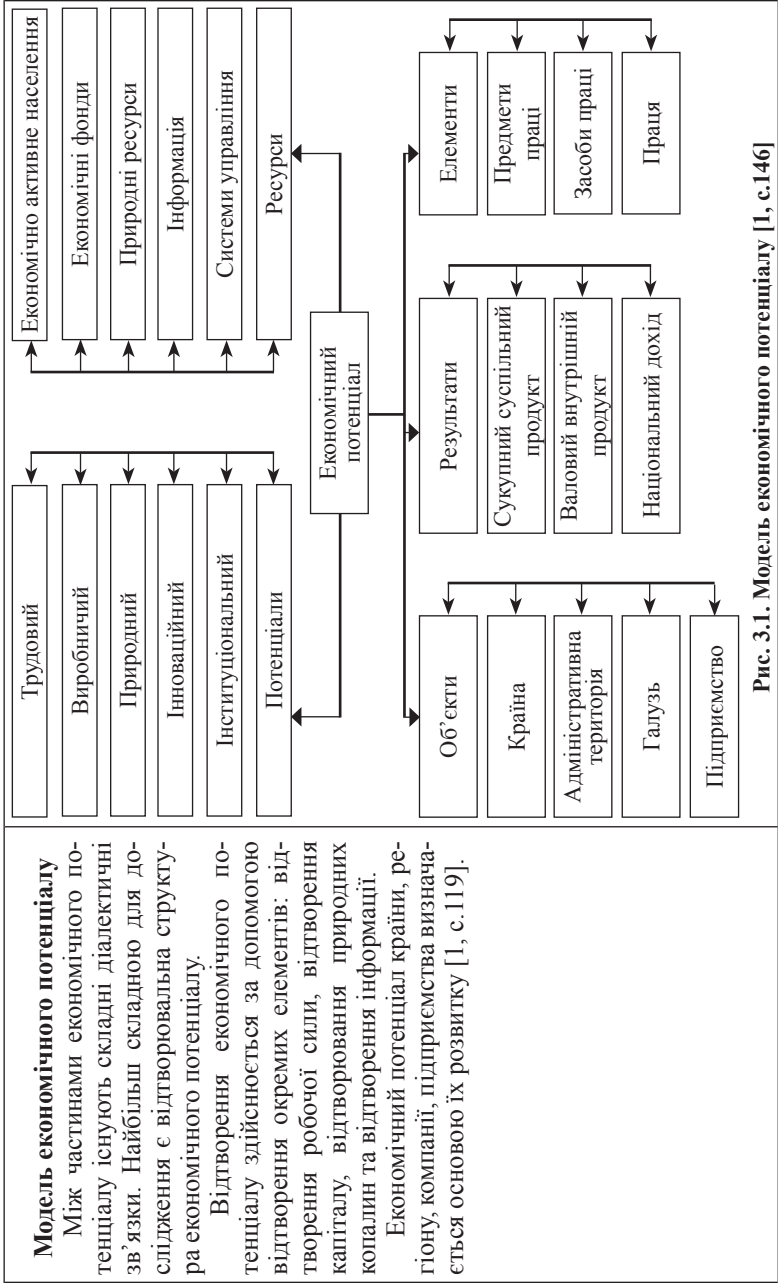 Модель економічного потенціалу
Між частинами економічного по-
тенціалу існують складні діалектичні
зв’язки. Найбільш складною для до-
слідження є відтворювальна структу-
ра економічного потенціалу.
Відтворення економічного по-
тенціалу здійснюється за допомогою
відтворення окремих елементів: від-
творення робочої сили, відтворення
капіталу, відтворювання природних
копалин та відтворення інформації.
Економічний потенціал країни, ре-
гіону, компанії, підприємства визнача-
ється основою їх розвитку [1, с.119].
Трудовий
Виробничий
Природний
Інноваційний
Інституціональний
Потенціали
Економічно активне населення
Економічні фонди
Природні ресурси
Інформація
Системи управління
Ресурси
Економічний
потенціал
Об’єкти
Країна
Адміністративна
територія
Галузь
Підприємство
Результати
Сукупний суспільний
продукт
Валовий внутрішній
продукт
Національний дохід
Елементи
Предмети
праці
Засоби праці
Праця
Рис. 3.1. Модель економічного потенціалу [1, с.146]